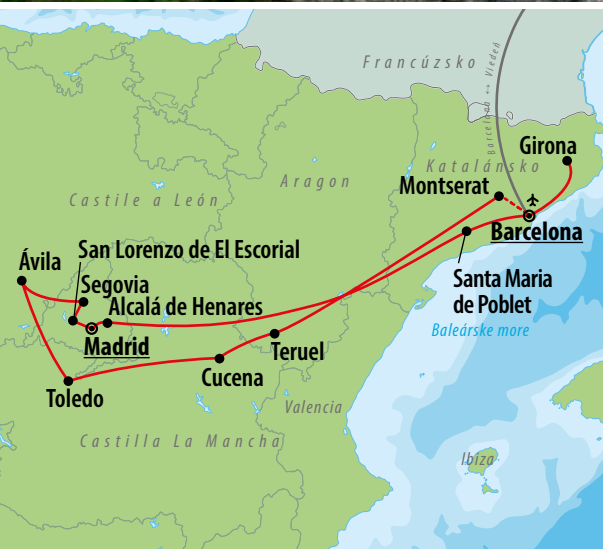 Francúzsko
Barcelona ↔ Viedeň
Girona
Katalánsko
Aragon
Montserat
Castile a León
Barcelona
San Lorenzo de El Escorial
Ávila
Segovia
Santa Maria
de Poblet
Alcalá de Henares
Baleárske more
Madrid
Teruel
Cucena
Toledo
Valencia
Castilla La Mancha
Ibiza